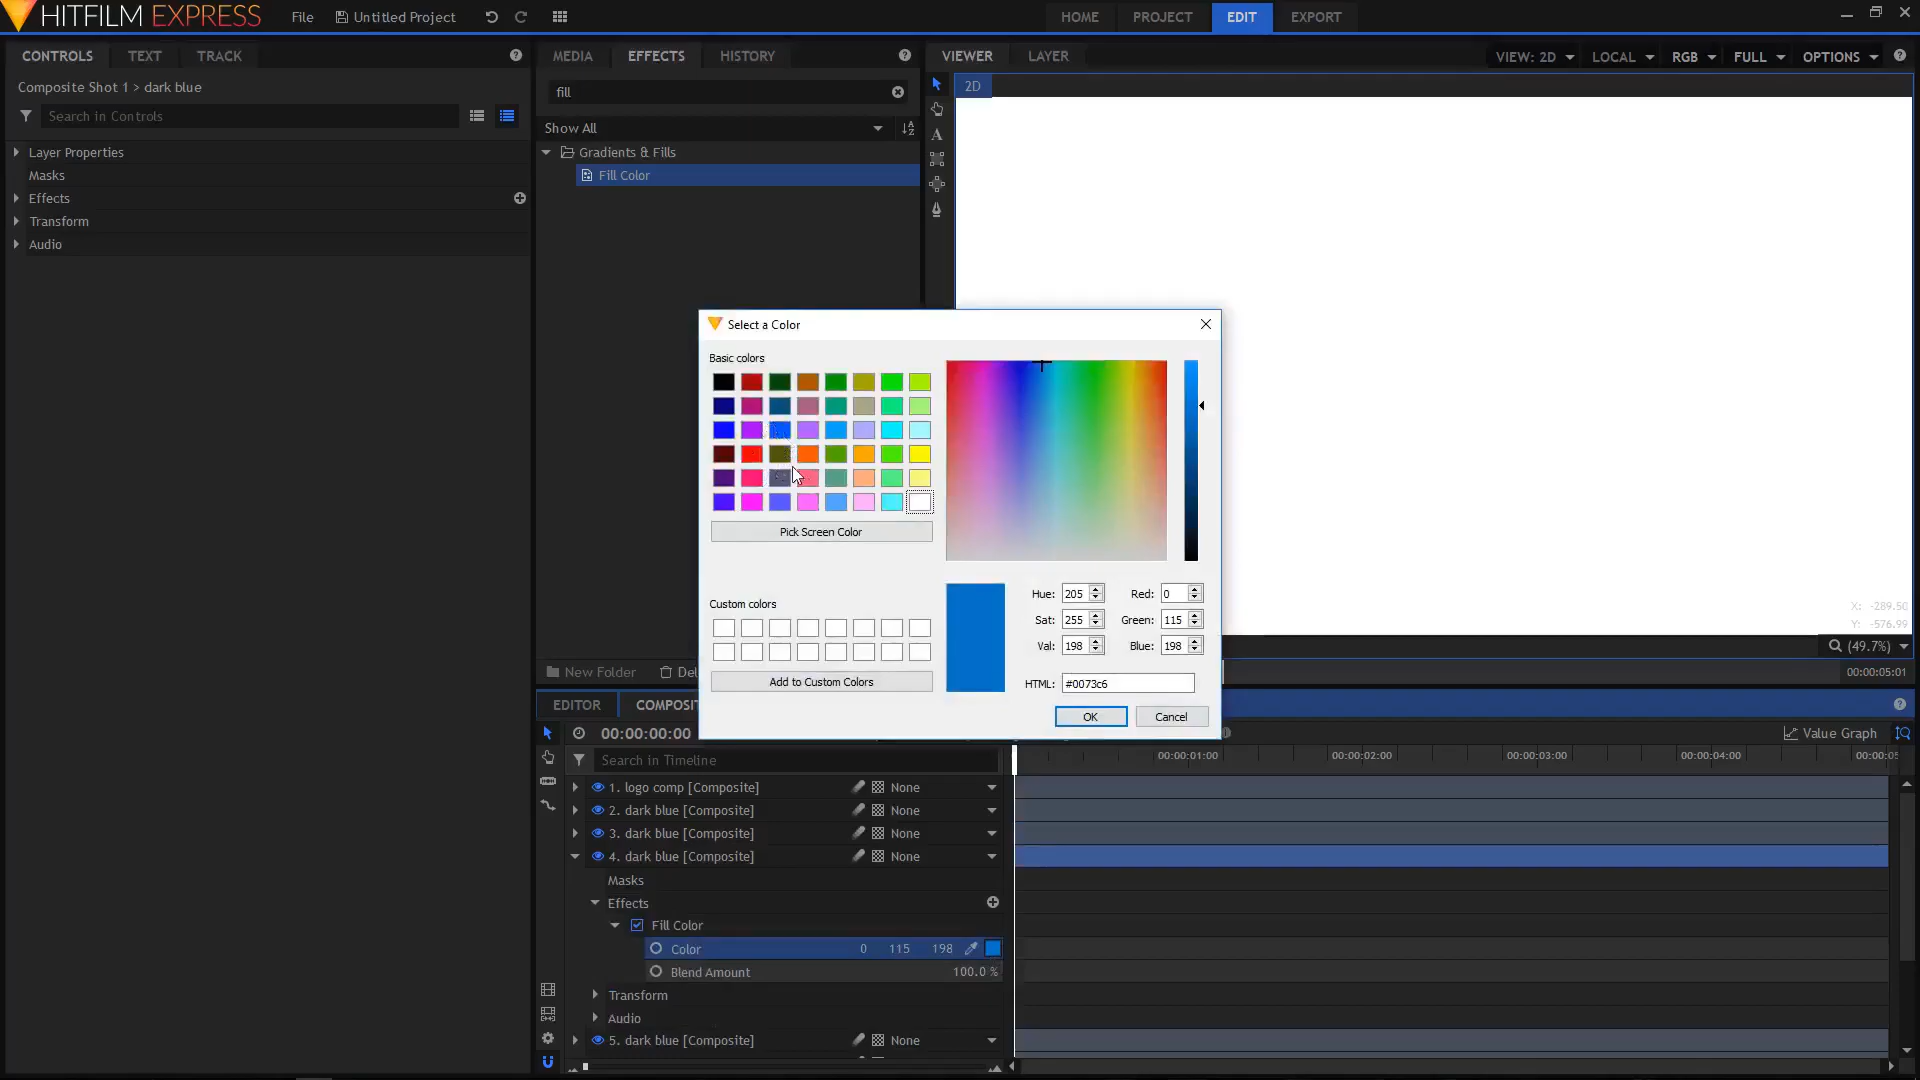 HITFILM EXPRESS
File
Untitled Project
HOME
PROJECT
EDIT
EXPORT
CONTROLS
TEXT
TRACK
MEDIA
EFFECTS
HISTORY
VIEWER
LAYER
VIEW: 2D
LOCAL
RGB
FULL
OPTIONS
Composite Shot 1 > dark blue
Search in Controls
Layer Properties
Masks
Effects
Transform
Audio
fill
Show All
Gradients & Fills
Fill Color
2D
Select a Color
Basic colors
Pick Screen Color
Custom colors
Add to Custom Colors
Hue: 205
Red: 0
Sat: 255
Green: 115
Val: 198
Blue: 198
HTML: #0073c6
OK
Cancel
X: -289.50
Y: -576.99
(49.7%)
New Folder
00:00:05:01
EDITOR
00:00:00:00
Value Graph
Search in Timeline
00:00:01:00
00:00:02:00
00:00:03:00
00:00:04:00
1. logo comp [Composite] None
2. dark blue [Composite] None
3. dark blue [Composite] None
4. dark blue [Composite] None
Masks
Effects
Fill Color
Color 0 115 198
Blend Amount 100.0 %
Transform
Audio
5. dark blue [Composite] None